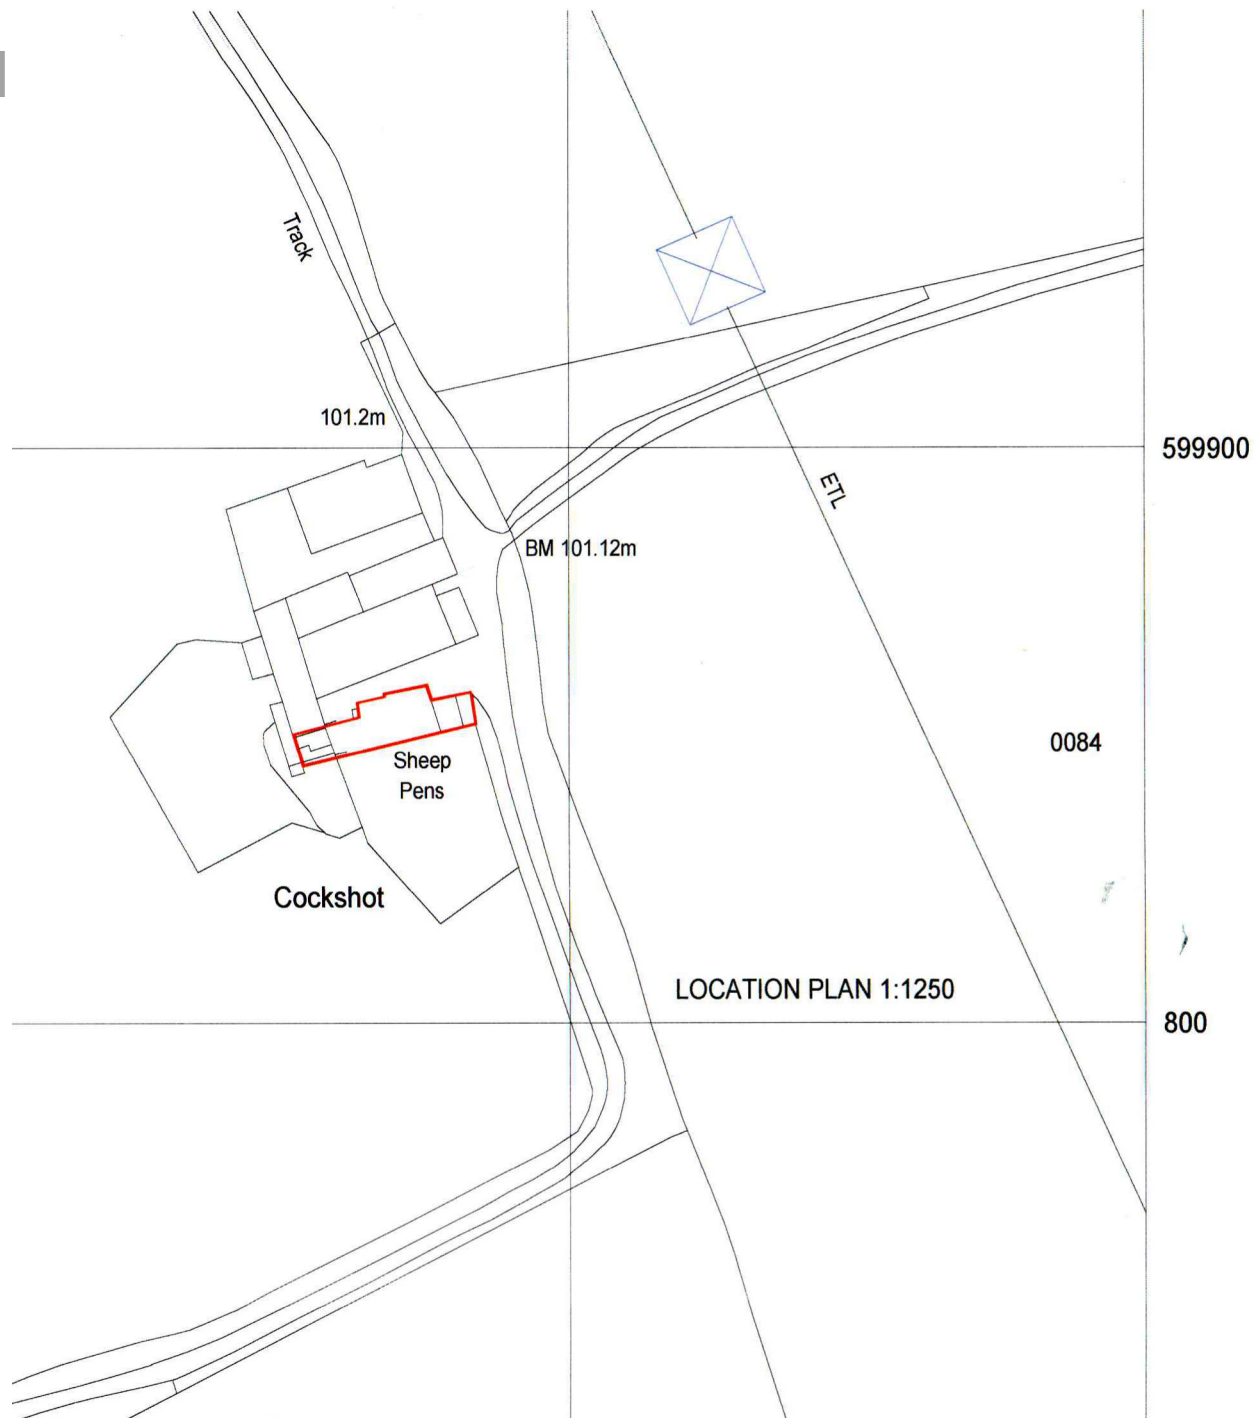 Track
101.2m
599900
ETL
BM 101.12m
0084
Sheep
Pens
Cockshot
LOCATION PLAN 1:1250
800